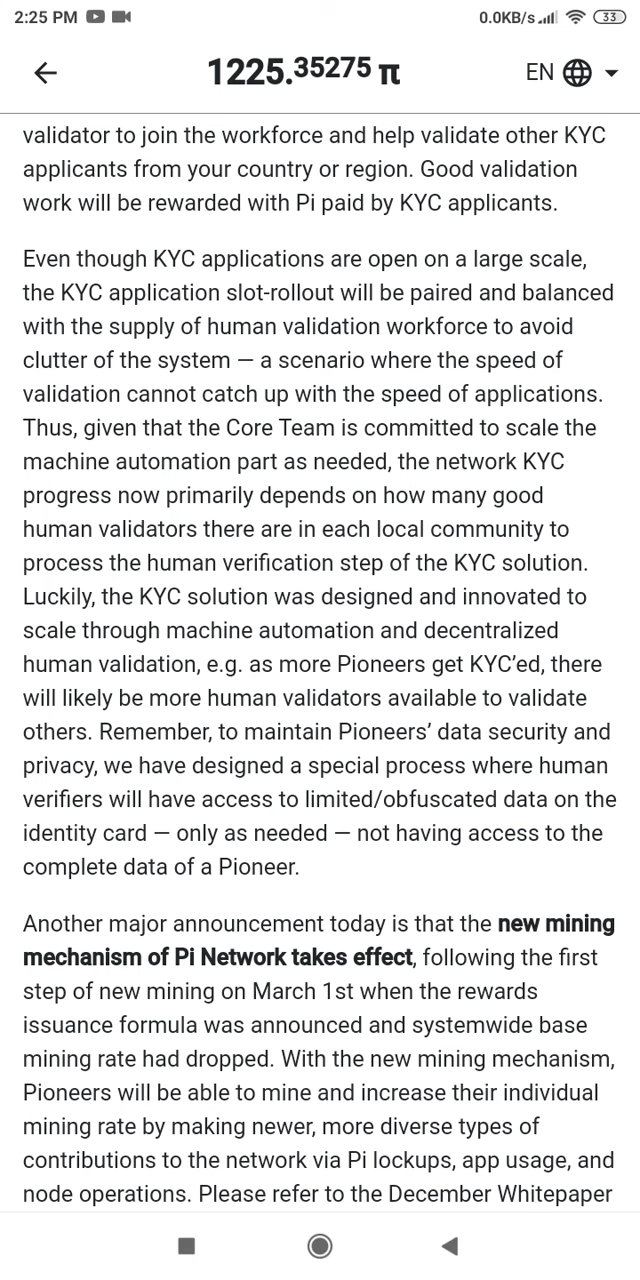 2:25 PM
0.0KB/s
33
1225.35275 π
EN
validator to join the workforce and help validate other KYC
applicants from your country or region. Good validation
work will be rewarded with Pi paid by KYC applicants.
Even though KYC applications are open on a large scale,
the KYC application slot-rollout will be paired and balanced
with the supply of human validation workforce to avoid
clutter of the system — a scenario where the speed of
validation cannot catch up with the speed of applications.
Thus, given that the Core Team is committed to scale the
machine automation part as needed, the network KYC
progress now primarily depends on how many good
human validators there are in each local community to
process the human verification step of the KYC solution.
Luckily, the KYC solution was designed and innovated to
scale through machine automation and decentralized
human validation, e.g. as more Pioneers get KYC’ed, there
will likely be more human validators available to validate
others. Remember, to maintain Pioneers’ data security and
privacy, we have designed a special process where human
verifiers will have access to limited/obfuscated data on the
identity card — only as needed — not having access to the
complete data of a Pioneer.
Another major announcement today is that the new mining
mechanism of Pi Network takes effect, following the first
step of new mining on March 1st when the rewards
issuance formula was announced and systemwide base
mining rate had dropped. With the new mining mechanism,
Pioneers will be able to mine and increase their individual
mining rate by making newer, more diverse types of
contributions to the network via Pi lockups, app usage, and
node operations. Please refer to the December Whitepaper